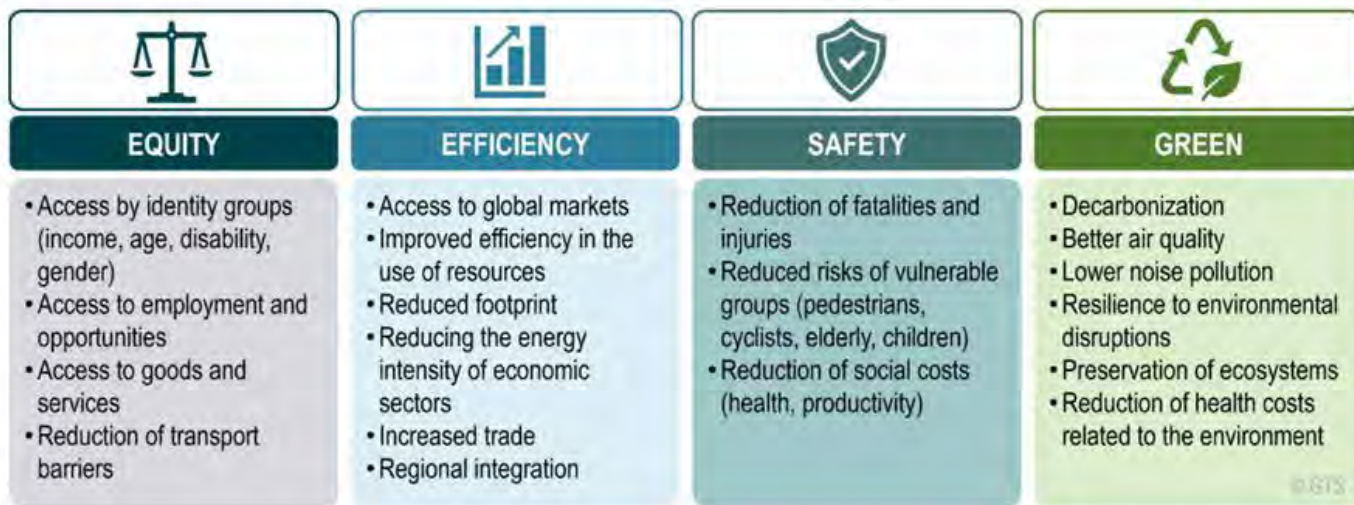 EQUITY
• Access by identity groups
(income, age, disability,
gender)
• Access to employment and
opportunities
• Access to goods and
services
• Reduction of transport
barriers
EFFICIENCY
• Access to global markets
• Improved efficiency in the
use of resources
• Reduced footprint
• Reducing the energy
intensity of economic
sectors
• Increased trade
• Regional integration
SAFETY
• Reduction of fatalities and
injuries
• Reduced risks of vulnerable
groups (pedestrians,
cyclists, elderly, children)
• Reduction of social costs
(health, productivity)
GREEN
• Decarbonization
• Better air quality
• Lower noise pollution
• Resilience to environmental
disruptions
• Preservation of ecosystems
• Reduction of health costs
related to the environment
© GTS